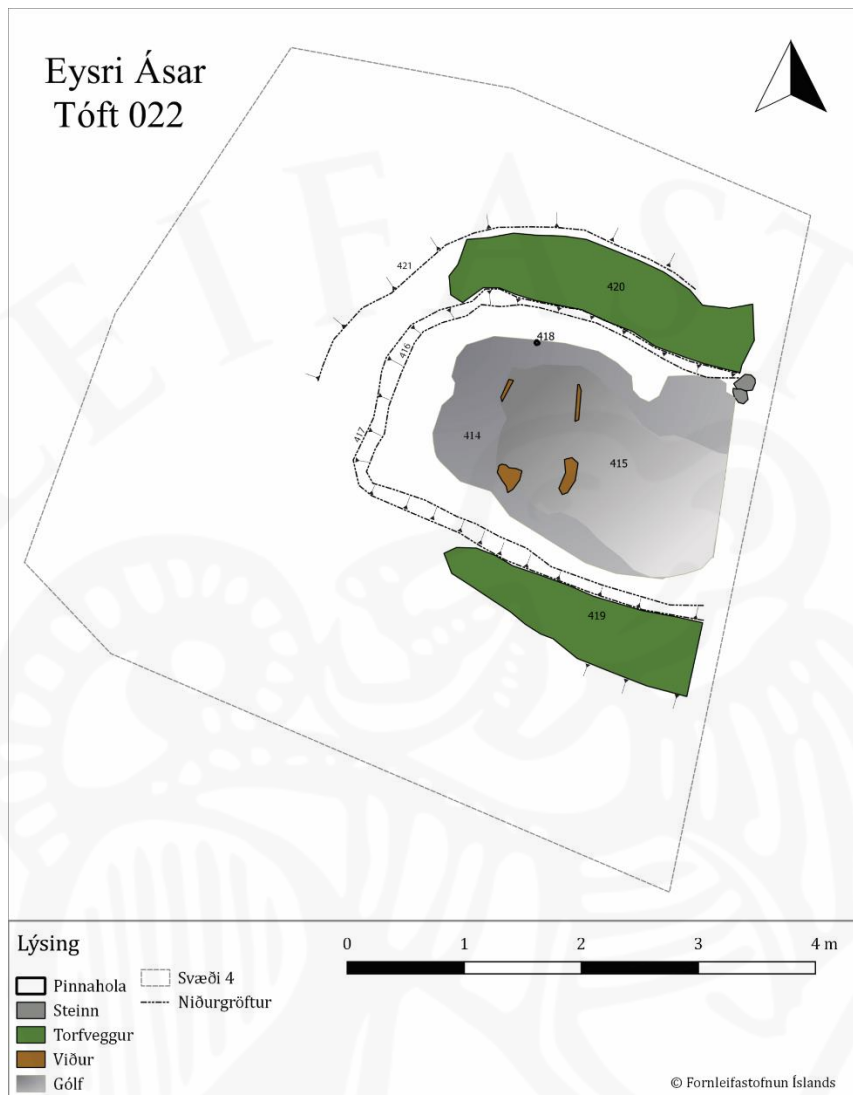 Eysri Ásar
Tóft 022
421
420
418
416
417
414
415
419
Lýsing
Pinnahola
Steinn
Torfveggur
Viður
Gólf
Svæði 4
Niðurgröftur
0 1 2 3 4 m
© Fornleifastofnun Íslands